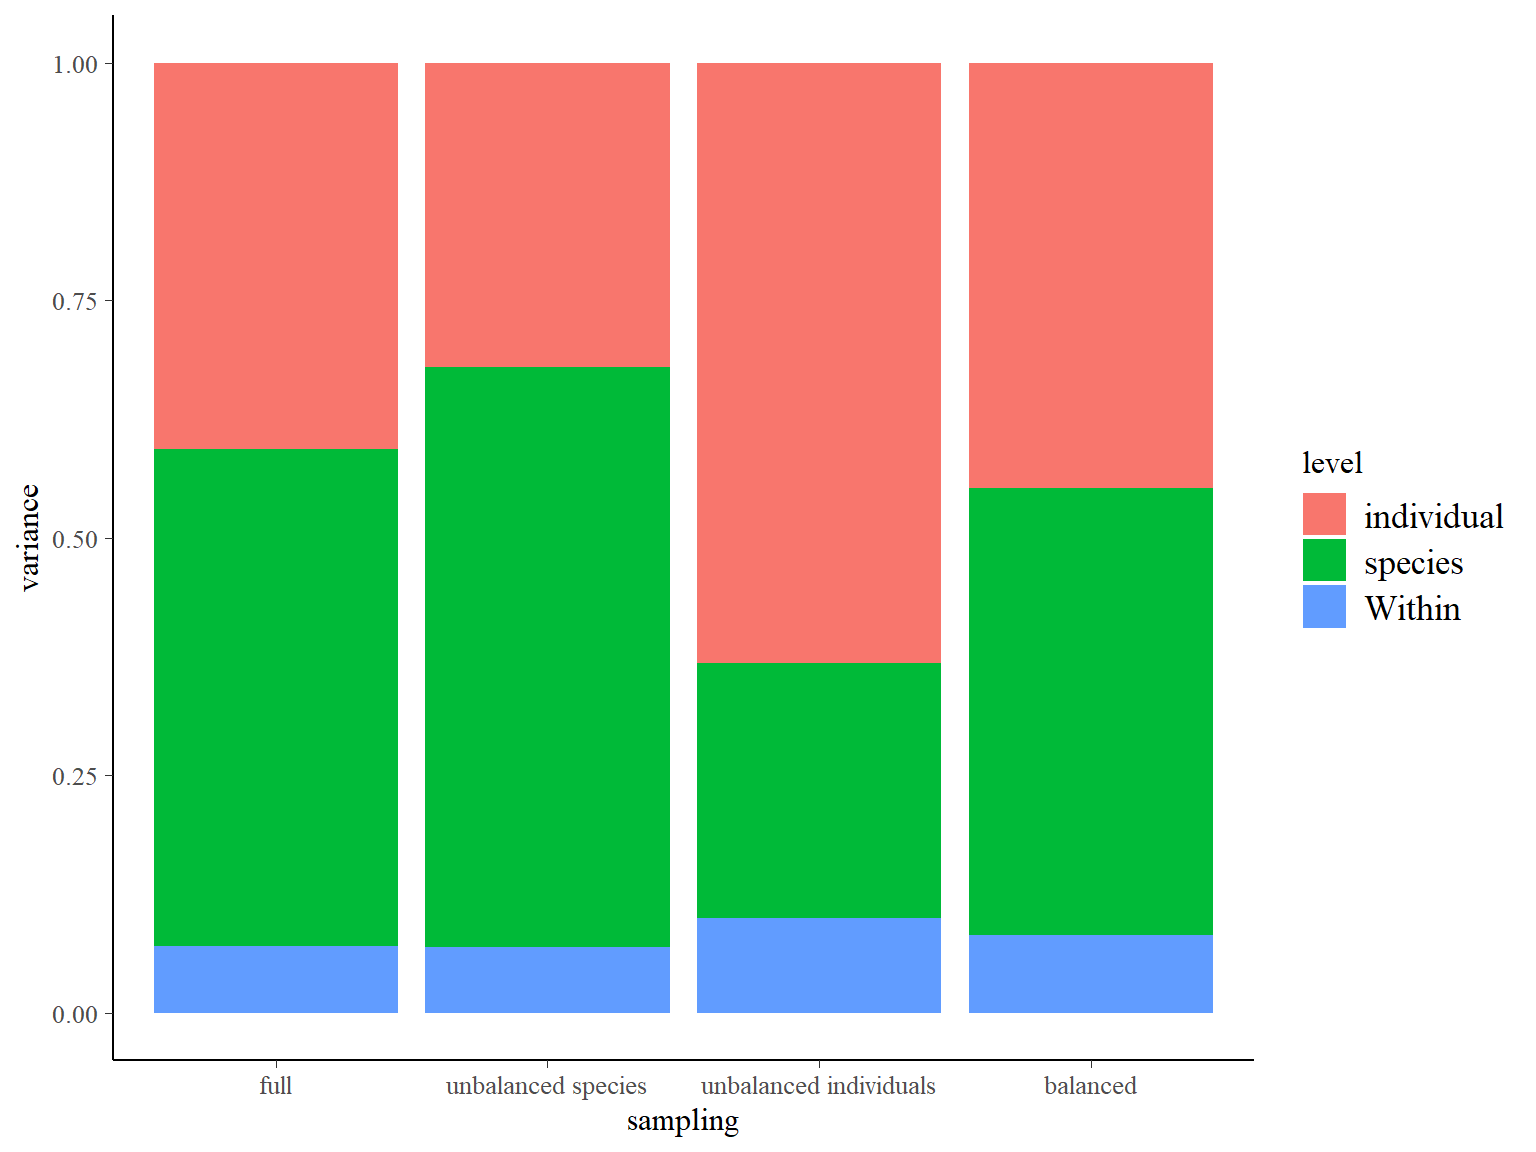 1.00
0.75
0.50
0.25
0.00
variance
full
unbalanced species
unbalanced individuals
balanced
sampling
level
individual
species
Within